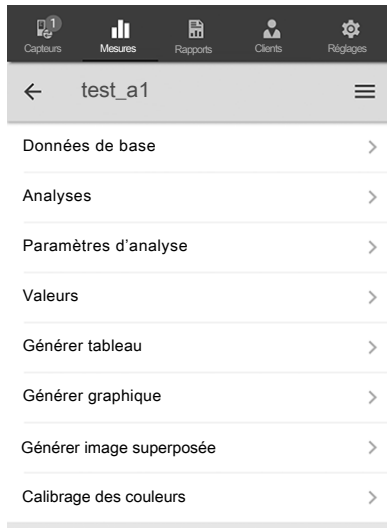 1
Capteurs Mesures Rapports Clients Réglages
test_a1
Données de base
Analyses
Paramètres d’analyse
Valeurs
Générer tableau
Générer graphique
Générer image superposée
Calibrage des couleurs